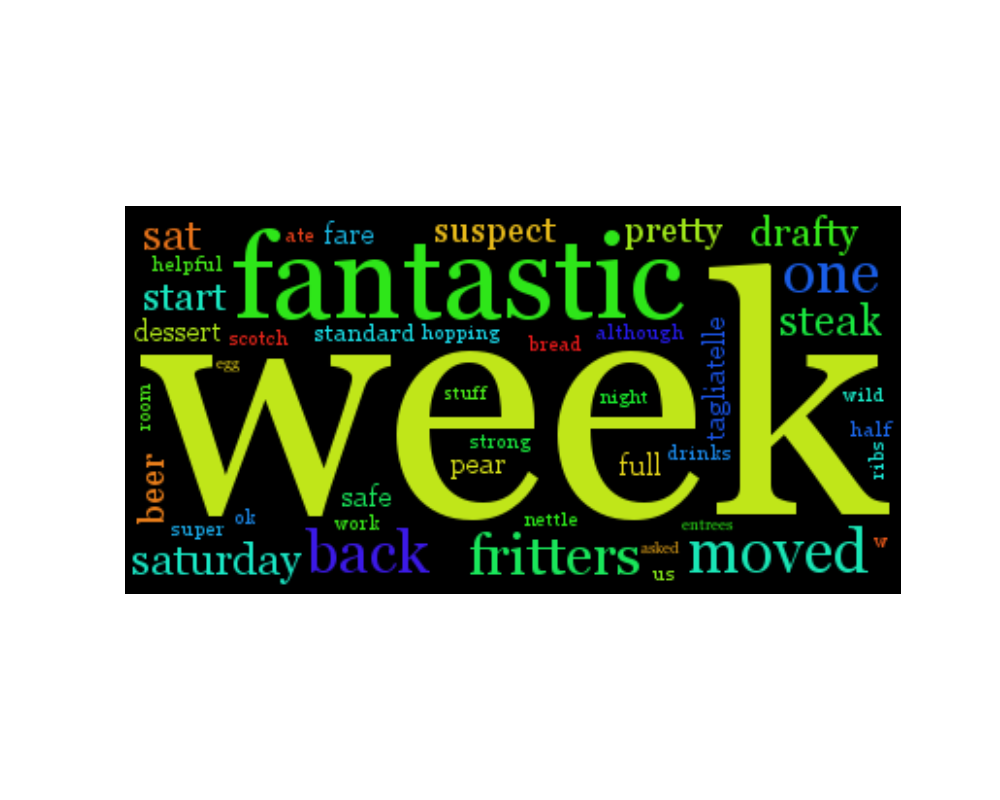 sat
fantastic
ate
fare
suspect
pretty
drafty
helpful
one
start
steak
dessert
scotch
standard
hopping
bread
although
week
egg
tagliatelle
room
stuff
night
wild
strong
half
pear
full
drinks
ribs
beer
safe
super
ok
work
nettle
entrees
saturday
back
fritters
asked
us
moved
w